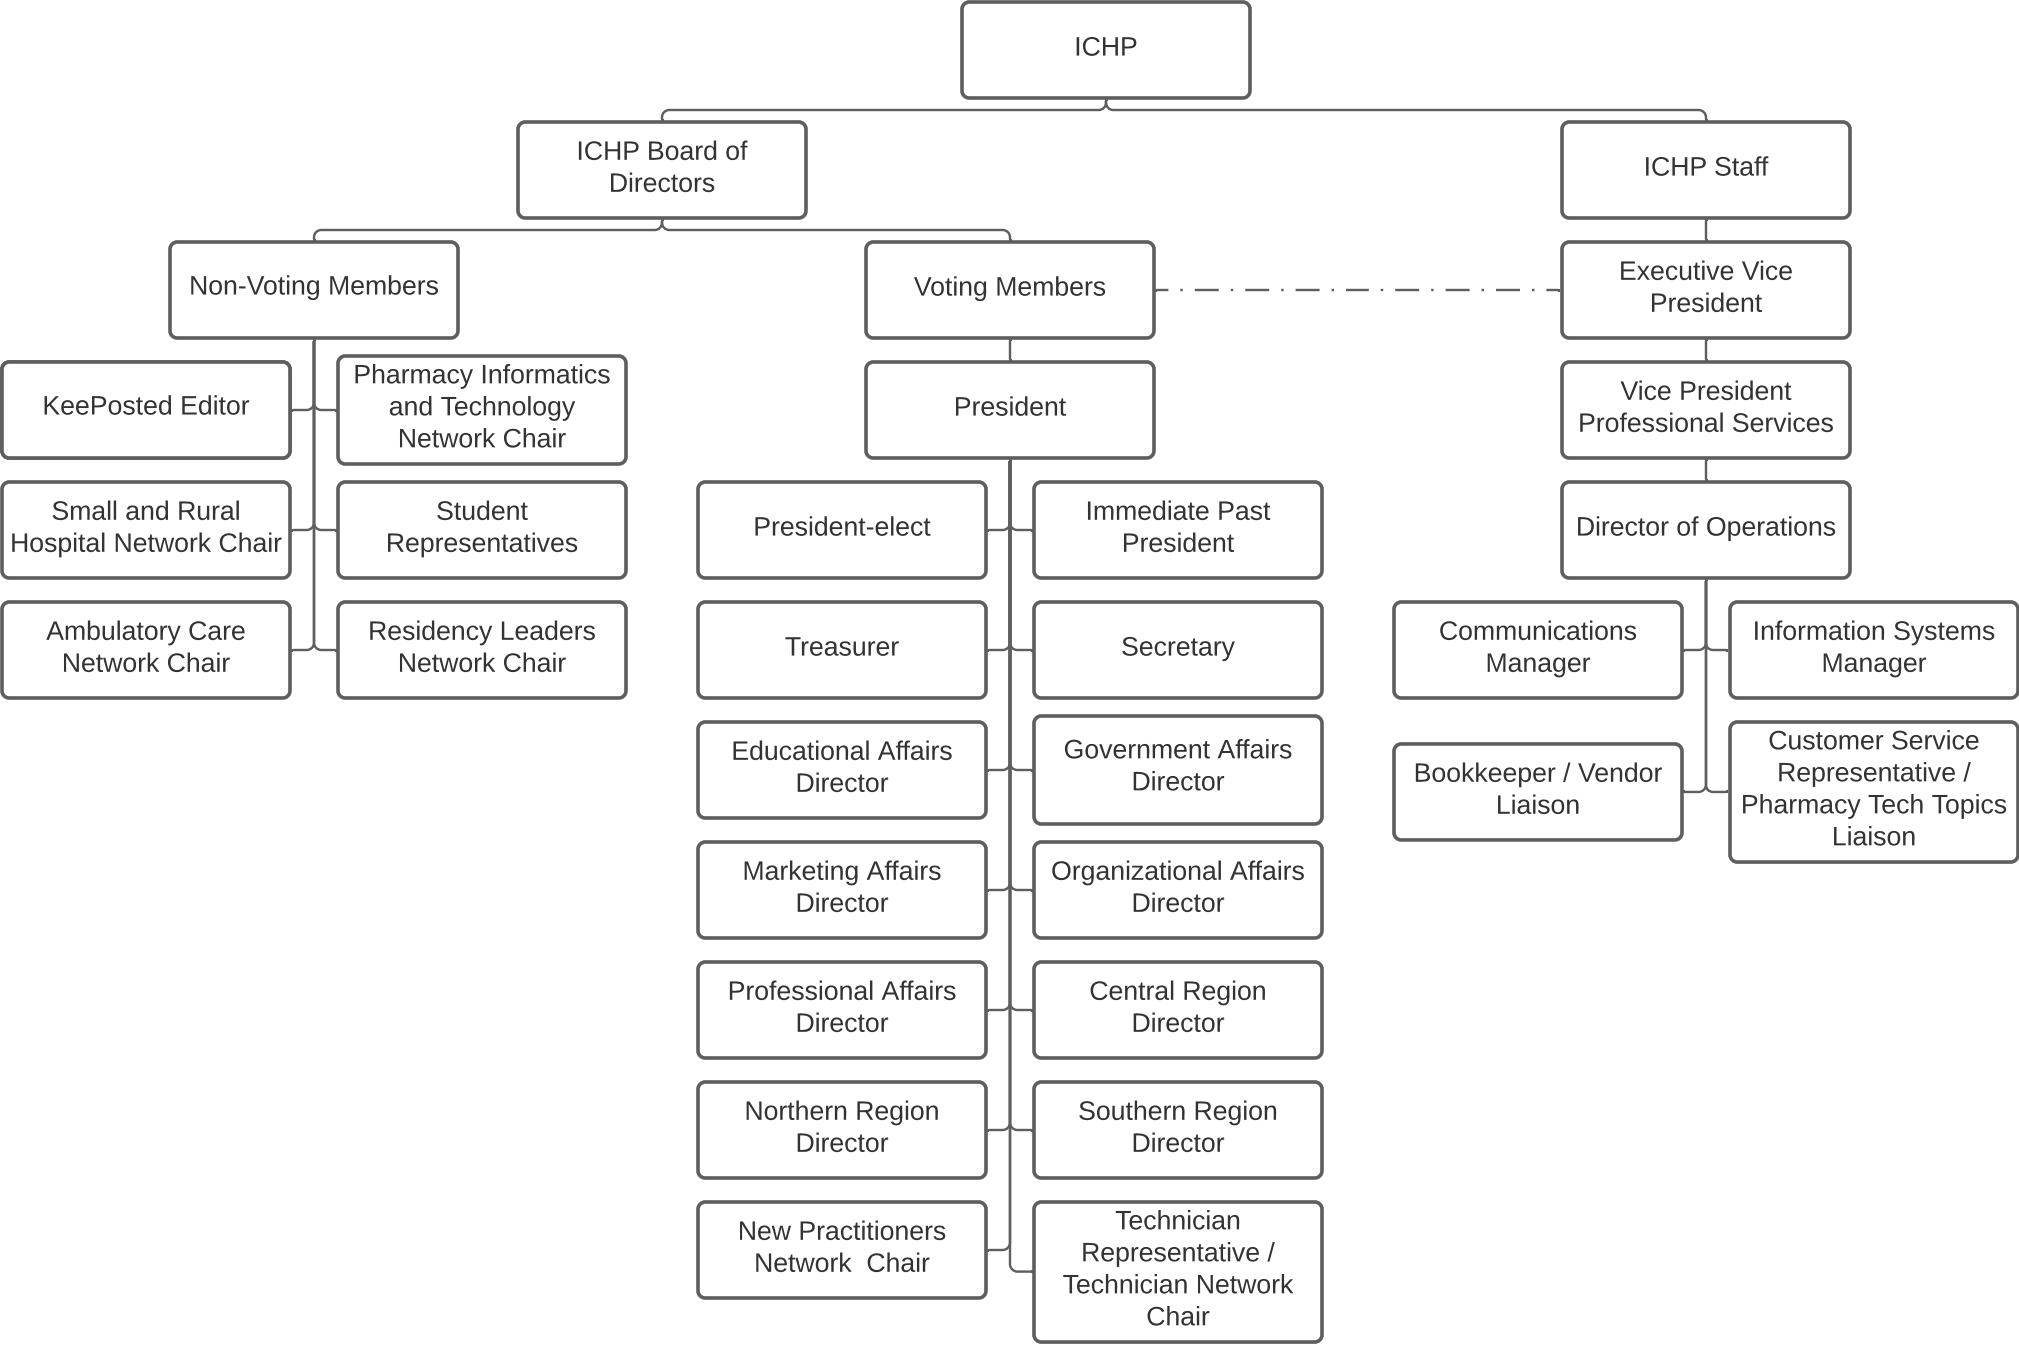 ICHP
ICHP Board of
Directors
ICHP Staff
Non-Voting Members
Voting Members
Executive Vice
President
KeePosted Editor
Pharmacy Informatics
and Technology
Network Chair
President
Vice President
Professional Services
Small and Rural
Hospital Network Chair
Student
Representatives
President-elect
Immediate Past
President
Director of Operations
Ambulatory Care
Network Chair
Residency Leaders
Network Chair
Treasurer
Secretary
Communications
Manager
Information Systems
Manager
Educational Affairs
Director
Government Affairs
Director
Bookkeeper / Vendor
Liaison
Customer Service
Representative /
Pharmacy Tech Topics
Liaison
Marketing Affairs
Director
Organizational Affairs
Director
Professional Affairs
Director
Central Region
Director
Northern Region
Director
Southern Region
Director
New Practitioners
Network  Chair
Technician
Representative /
Technician Network
Chair